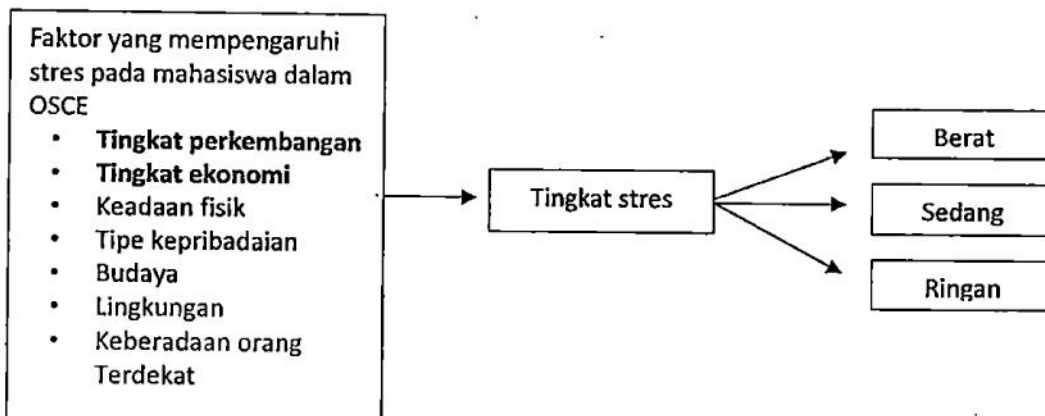 Faktor yang mempengaruhi
stres pada mahasiswa dalam
OSCE
• Tingkat perkembangan
• Tingkat ekonomi
• Keadaan fisik
• Tipe kepribadaian
• Budaya
• Lingkungan
• Keberadaan orang
Terdekat
Tingkat stres
Berat
Sedang
Ringan